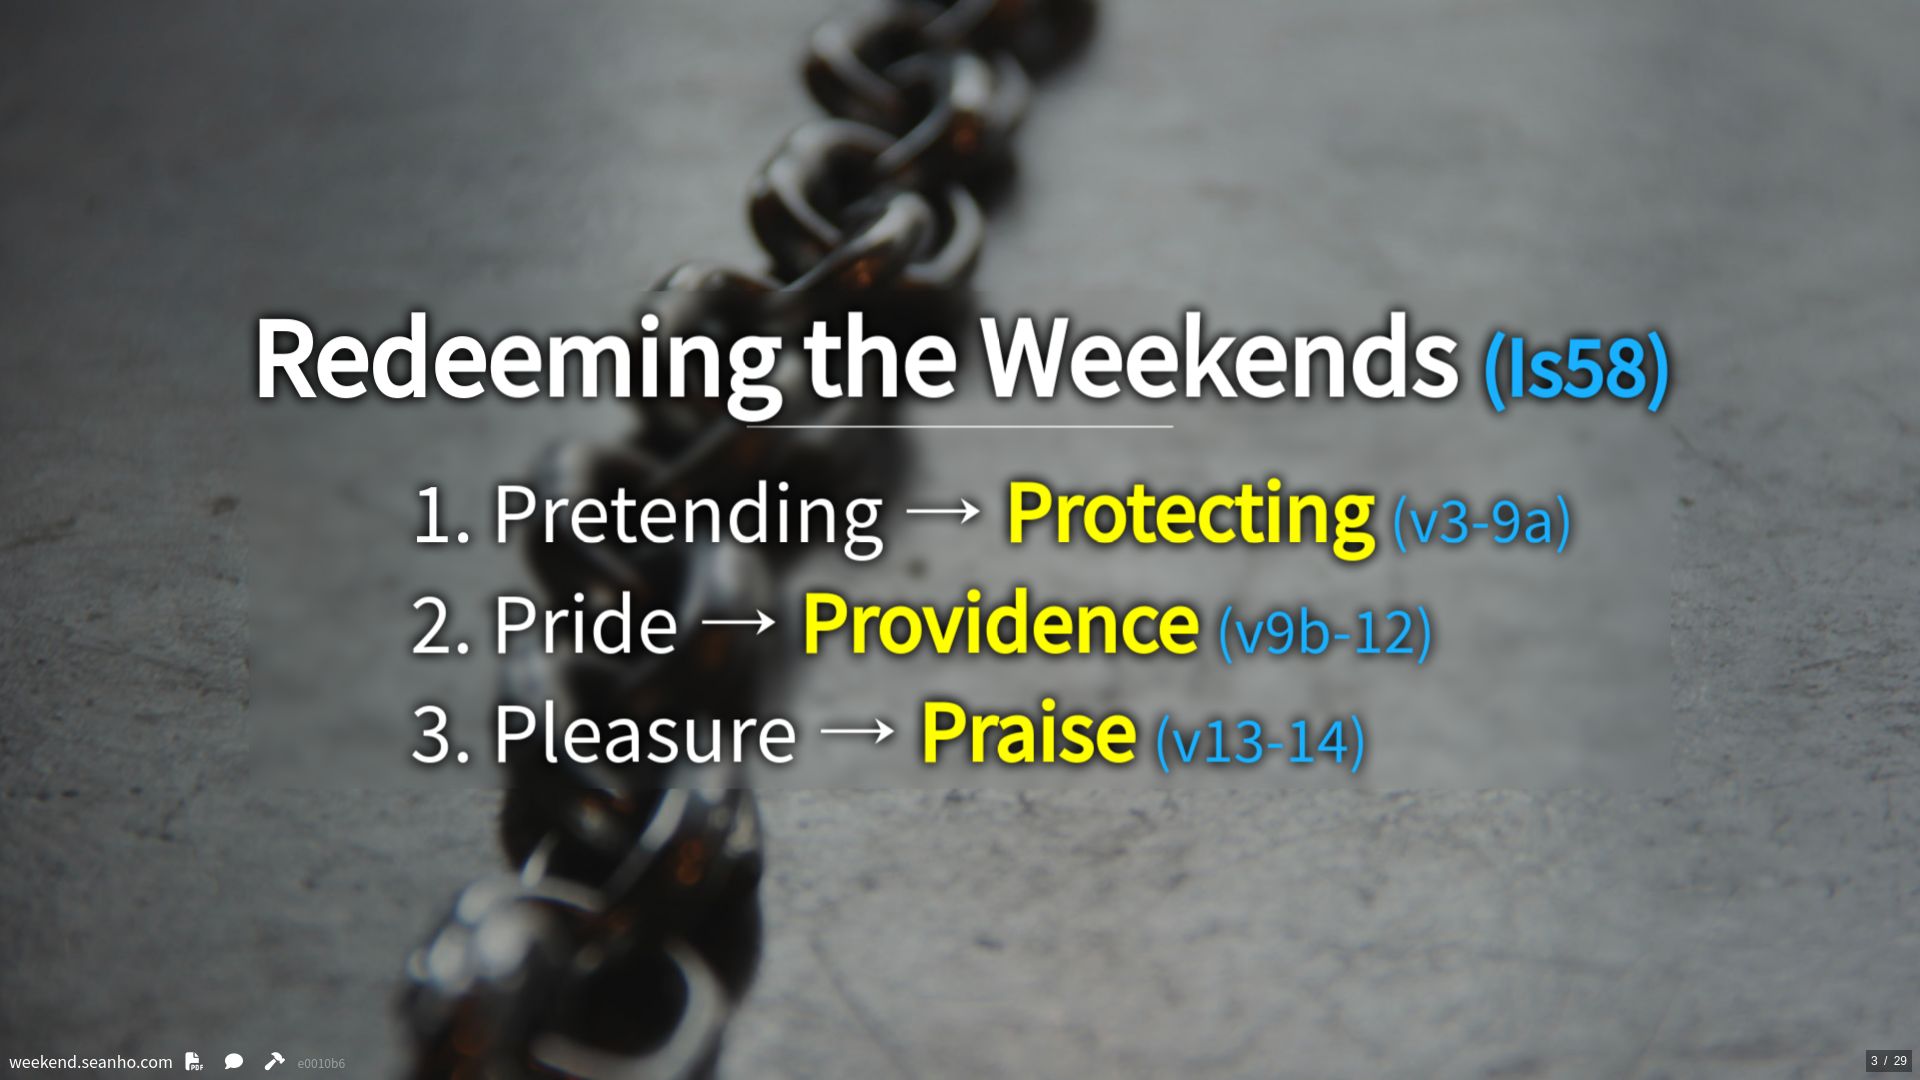 Redeeming the Weekends (Is58)
1. Pretending → Protecting (v3-9a)
2. Pride → Providence (v9b-12)
3. Pleasure → Praise (v13-14)
weekend.seanho.com PDF e0010b6
3 / 29